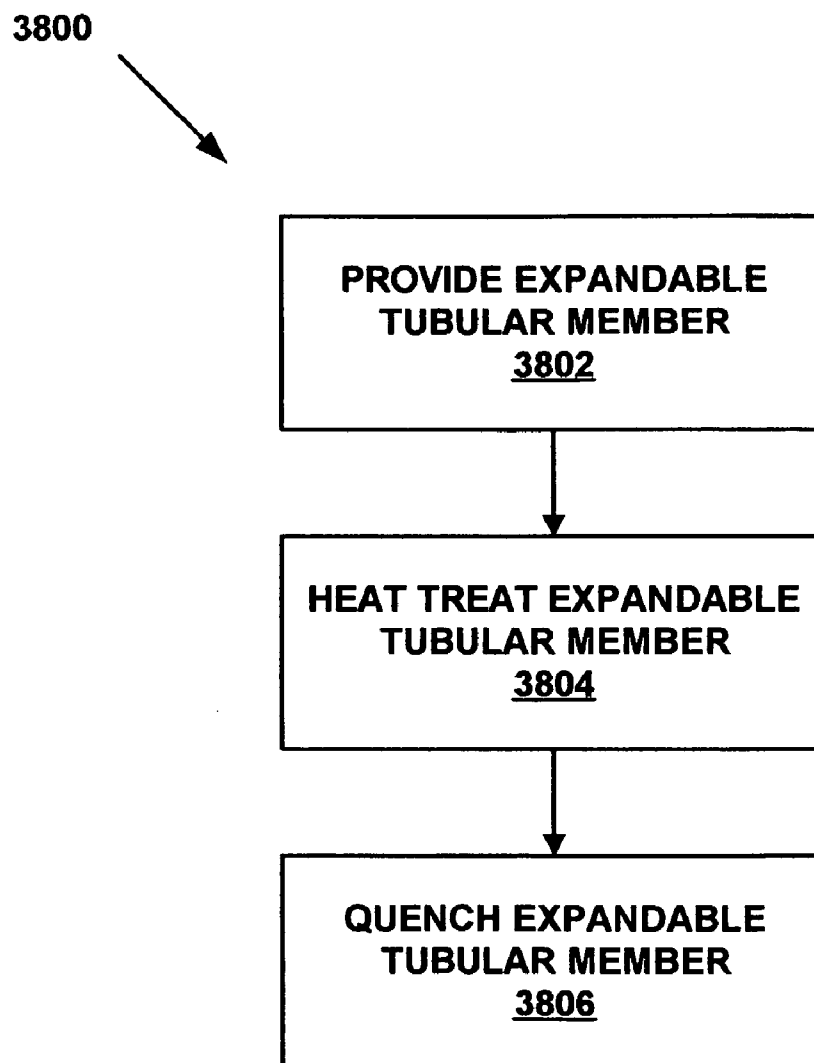 3800
PROVIDE EXPANDABLE
TUBULAR MEMBER
3802
HEAT TREAT EXPANDABLE
TUBULAR MEMBER
3804
QUENCH EXPANDABLE
TUBULAR MEMBER
3806